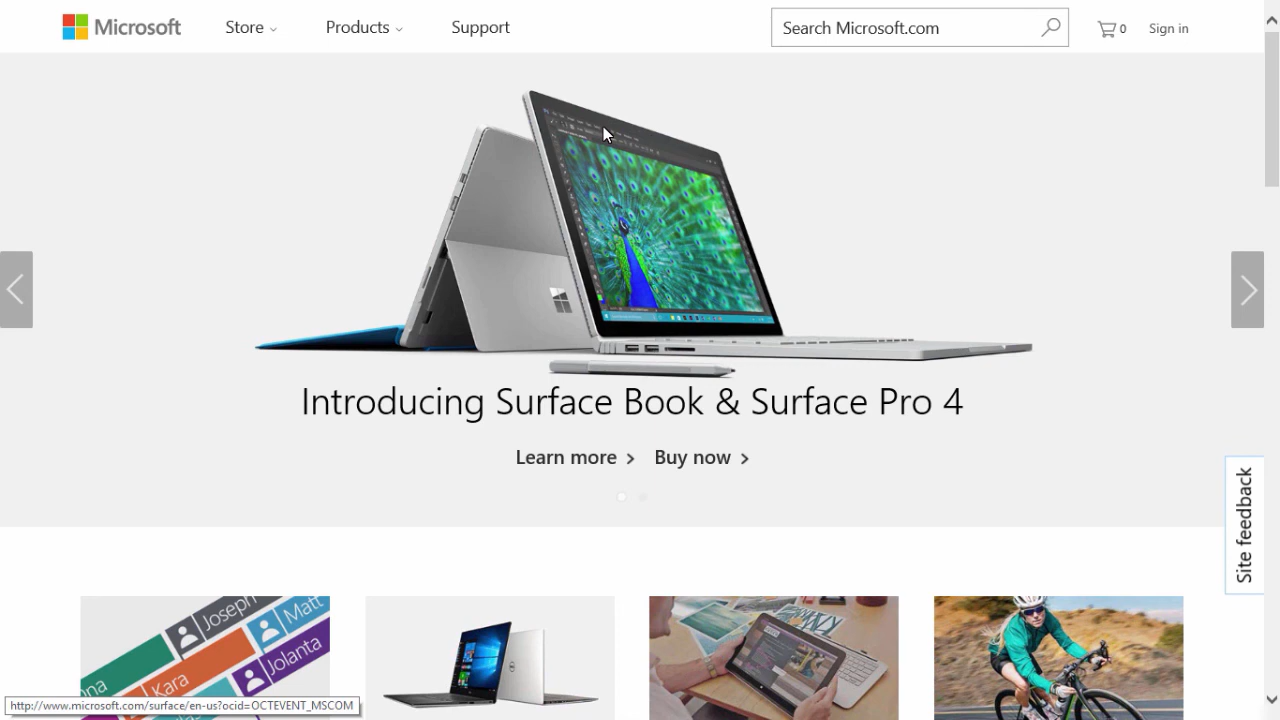 Microsoft
Store
Products
Support
Search Microsoft.com
0
Sign in
Introducing Surface Book & Surface Pro 4
Learn more
Buy now
Site feedback
Joseph
Matt
Jolanta
Kara
http://www.microsoft.com/surface/en-us?ocid=OCTEVENT_MSCOM